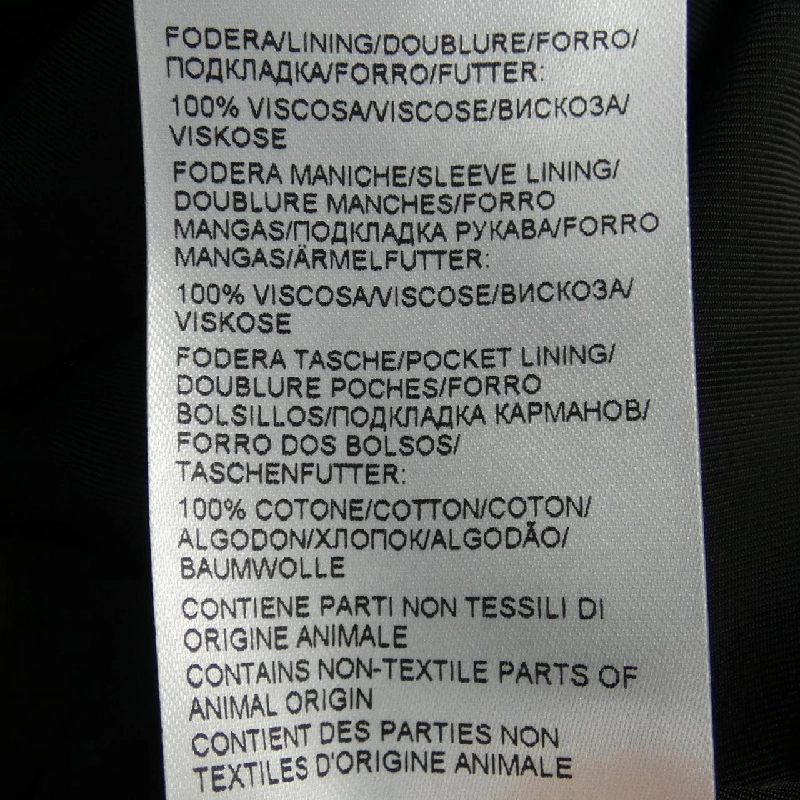 FODERA/LINING/DOUBLURE/FORRO/
ПОДКЛАДКА/FORRO/FUTTER:
100% VISCOSA/VISCOSE/ВИСКОЗА/
VISKOSE
FODERA MANICHE/SLEEVE LINING/
DOUBLURE MANCHES/FORRO
MANGAS/ПОДКЛАДКА РУКАВА/FORRO
MANGAS/ÄRMELFUTTER:
100% VISCOSA/VISCOSE/ВИСКОЗА/
VISKOSE
FODERA TASCHE/POCKET LINING/
DOUBLURE POCHES/FORRO
BOLSILLOS/ПОДКЛАДКА КАРМАНОВ/
FORRO DOS BOLSOS/
TASCHENFUTTER:
100% COTONE/COTTON/COTON/
ALGODON/ХЛОПОК/ALGODÃO/
BAUMWOLLE
CONTIENE PARTI NON TESSILI DI
ORIGINE ANIMALE
CONTAINS NON-TEXTILE PARTS OF
ANIMAL ORIGIN
CONTIENT DES PARTIES NON
TEXTILES D'ORIGINE ANIMALE